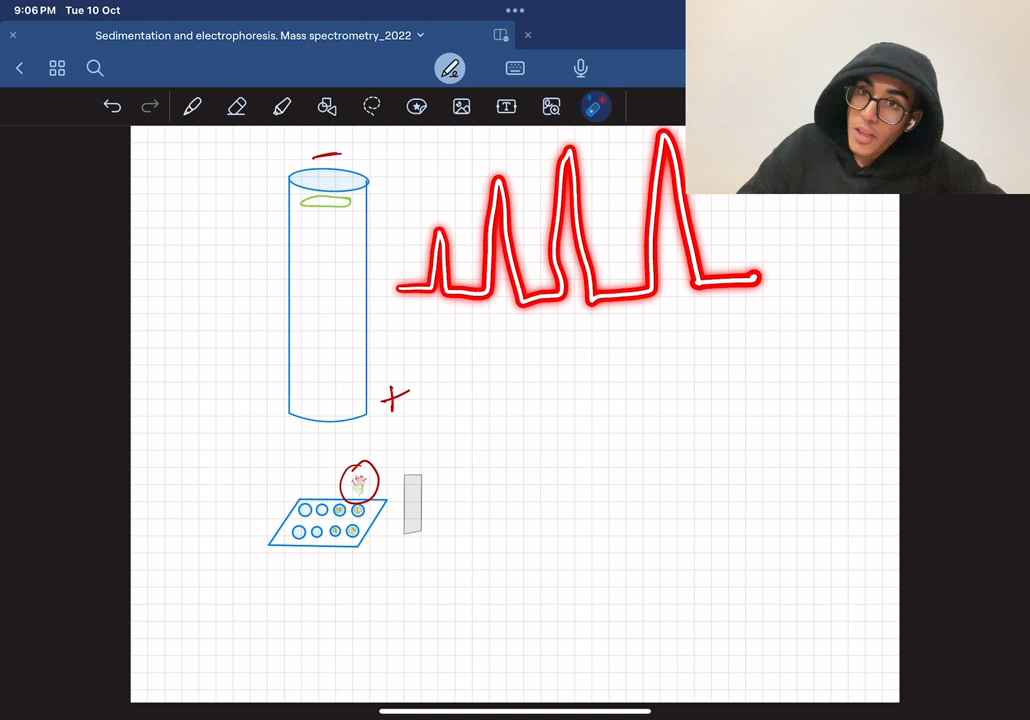 9:06 PM Tue 10 Oct
Sedimentation and electrophoresis. Mass spectrometry_2022
T
−
+